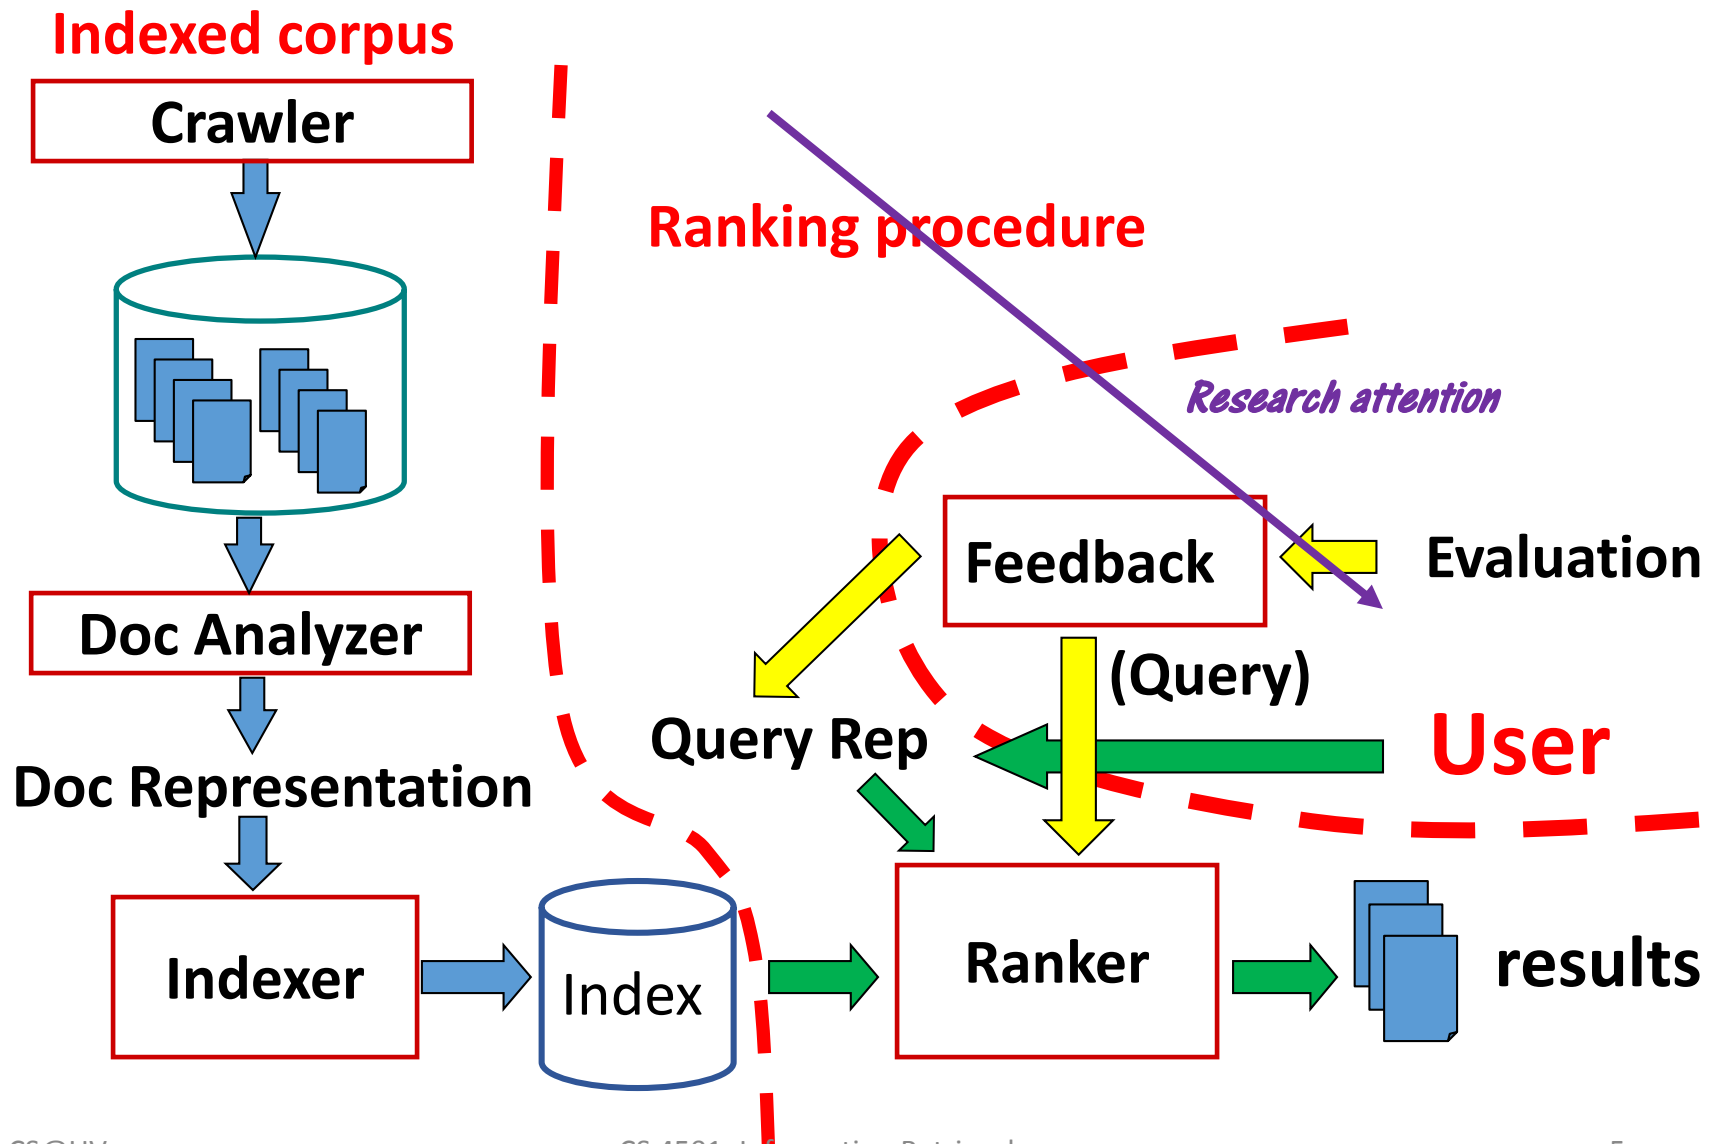 Indexed corpus
Crawler
Ranking procedure
Research attention
Feedback
Evaluation
Doc Analyzer
(Query)
Query Rep
User
Doc Representation
Indexer
Index
Ranker
results